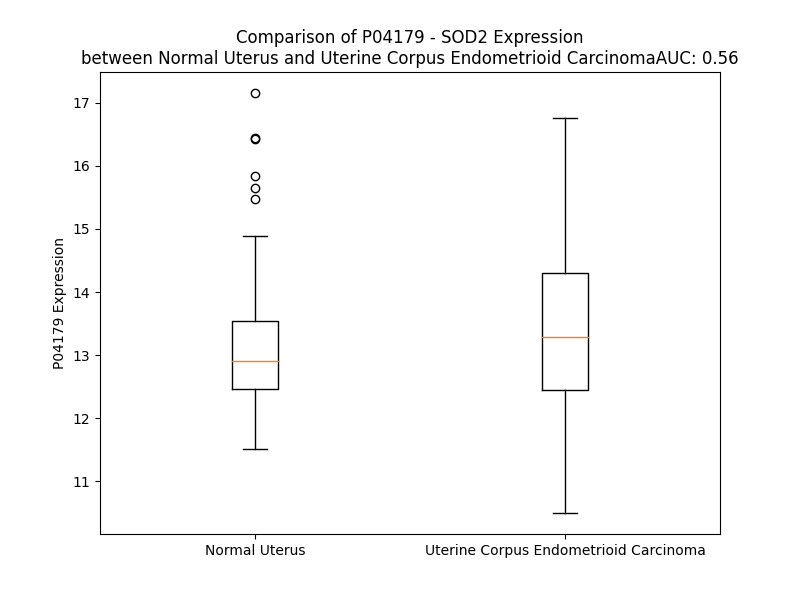 Comparison of P04179 - SOD2 Expression
between Normal Uterus and Uterine Corpus Endometrioid CarcinomaAUC: 0.56
17
16
15
14
13
12
11
P04179 Expression
Normal Uterus
Uterine Corpus Endometrioid Carcinoma